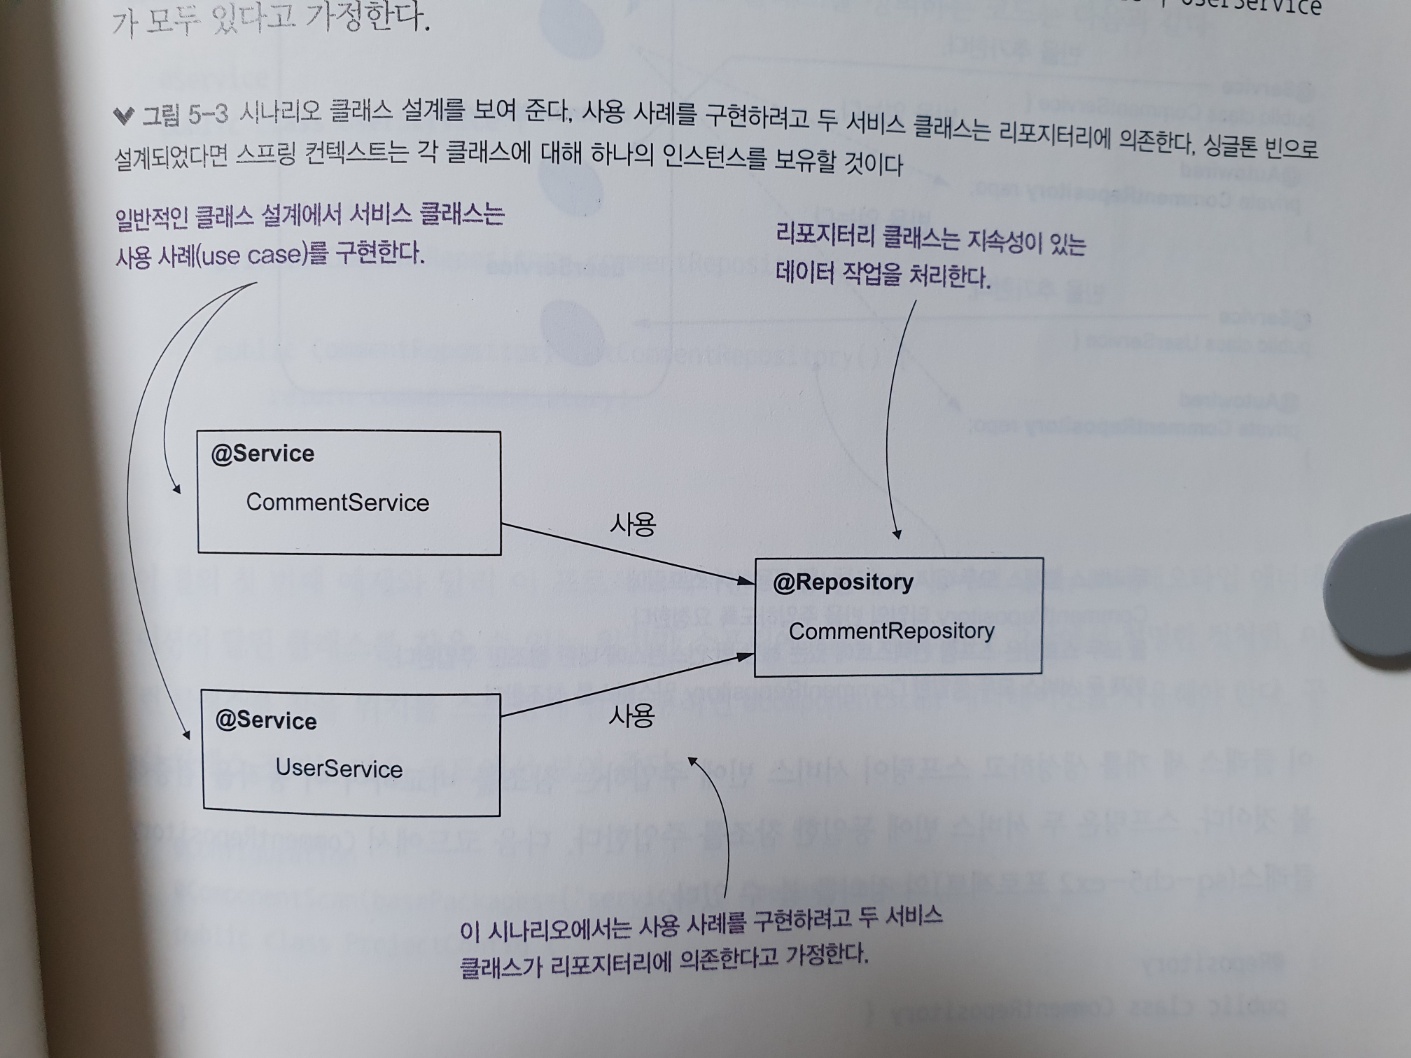 UserService
가 모두 있다고 가정한다.
그림 5-3 시나리오 클래스 설계를 보여 준다, 사용 사례를 구현하려고 두 서비스 클래스는 리포지터리에 의존한다, 싱글톤 빈으로
설계되었다면 스프링 컨텍스트는 각 클래스에 대해 하나의 인스턴스를 보유할 것이다
일반적인 클래스 설계에서 서비스 클래스는
사용 사례(use case)를 구현한다.
리포지터리 클래스는 지속성이 있는
데이터 작업을 처리한다.
@Service
CommentService
사용
@Repository
CommentRepository
@Service
UserService
사용
이 시나리오에서는 사용 사례를 구현하려고 두 서비스
클래스가 리포지터리에 의존한다고 가정한다.